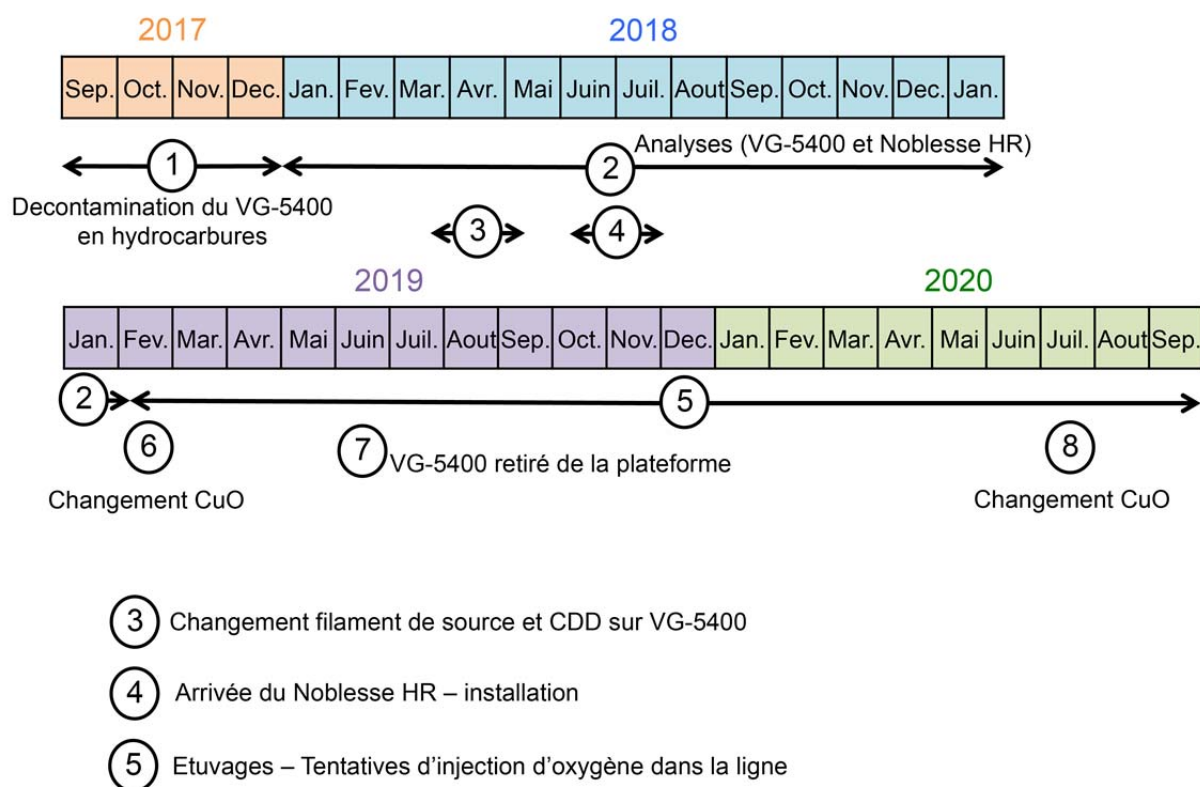 2017 2018
Sep. Oct. Nov. Dec. Jan. Fev. Mar. Avr. Mai Juin Juil. Aout Sep. Oct. Nov. Dec. Jan.
Analyses (VG-5400 et Noblesse HR)
1 2
Decontamination du VG-5400
en hydrocarbures
3 4
2019 2020
Jan. Fev. Mar. Avr. Mai Juin Juil. Aout Sep. Oct. Nov. Dec. Jan. Fev. Mar. Avr. Mai Juin Juil. Aout Sep.
2 5
6 7 VG-5400 retiré de la plateforme 8
Changement CuO Changement CuO
3 Changement filament de source et CDD sur VG-5400
4 Arrivée du Noblesse HR – installation
5 Etuvages – Tentatives d’injection d’oxygène dans la ligne